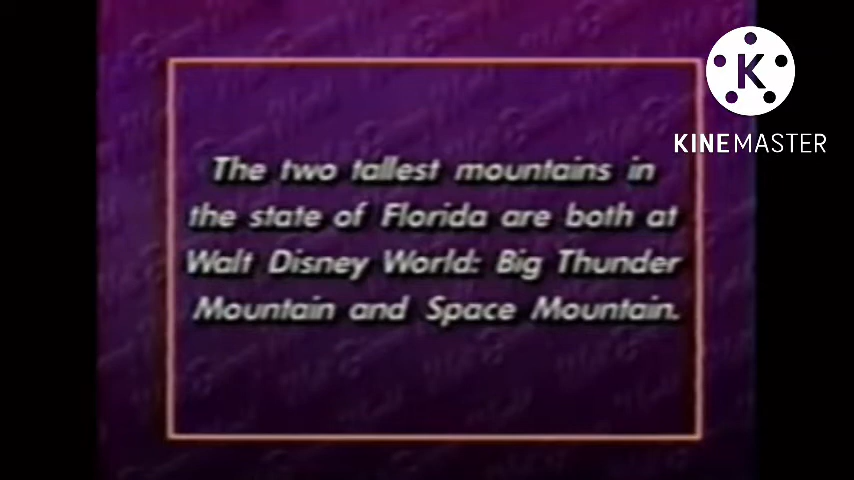 The two tallest mountains in
the state of Florida are both at
Walt Disney World: Big Thunder
Mountain and Space Mountain.
K
KINEMASTER